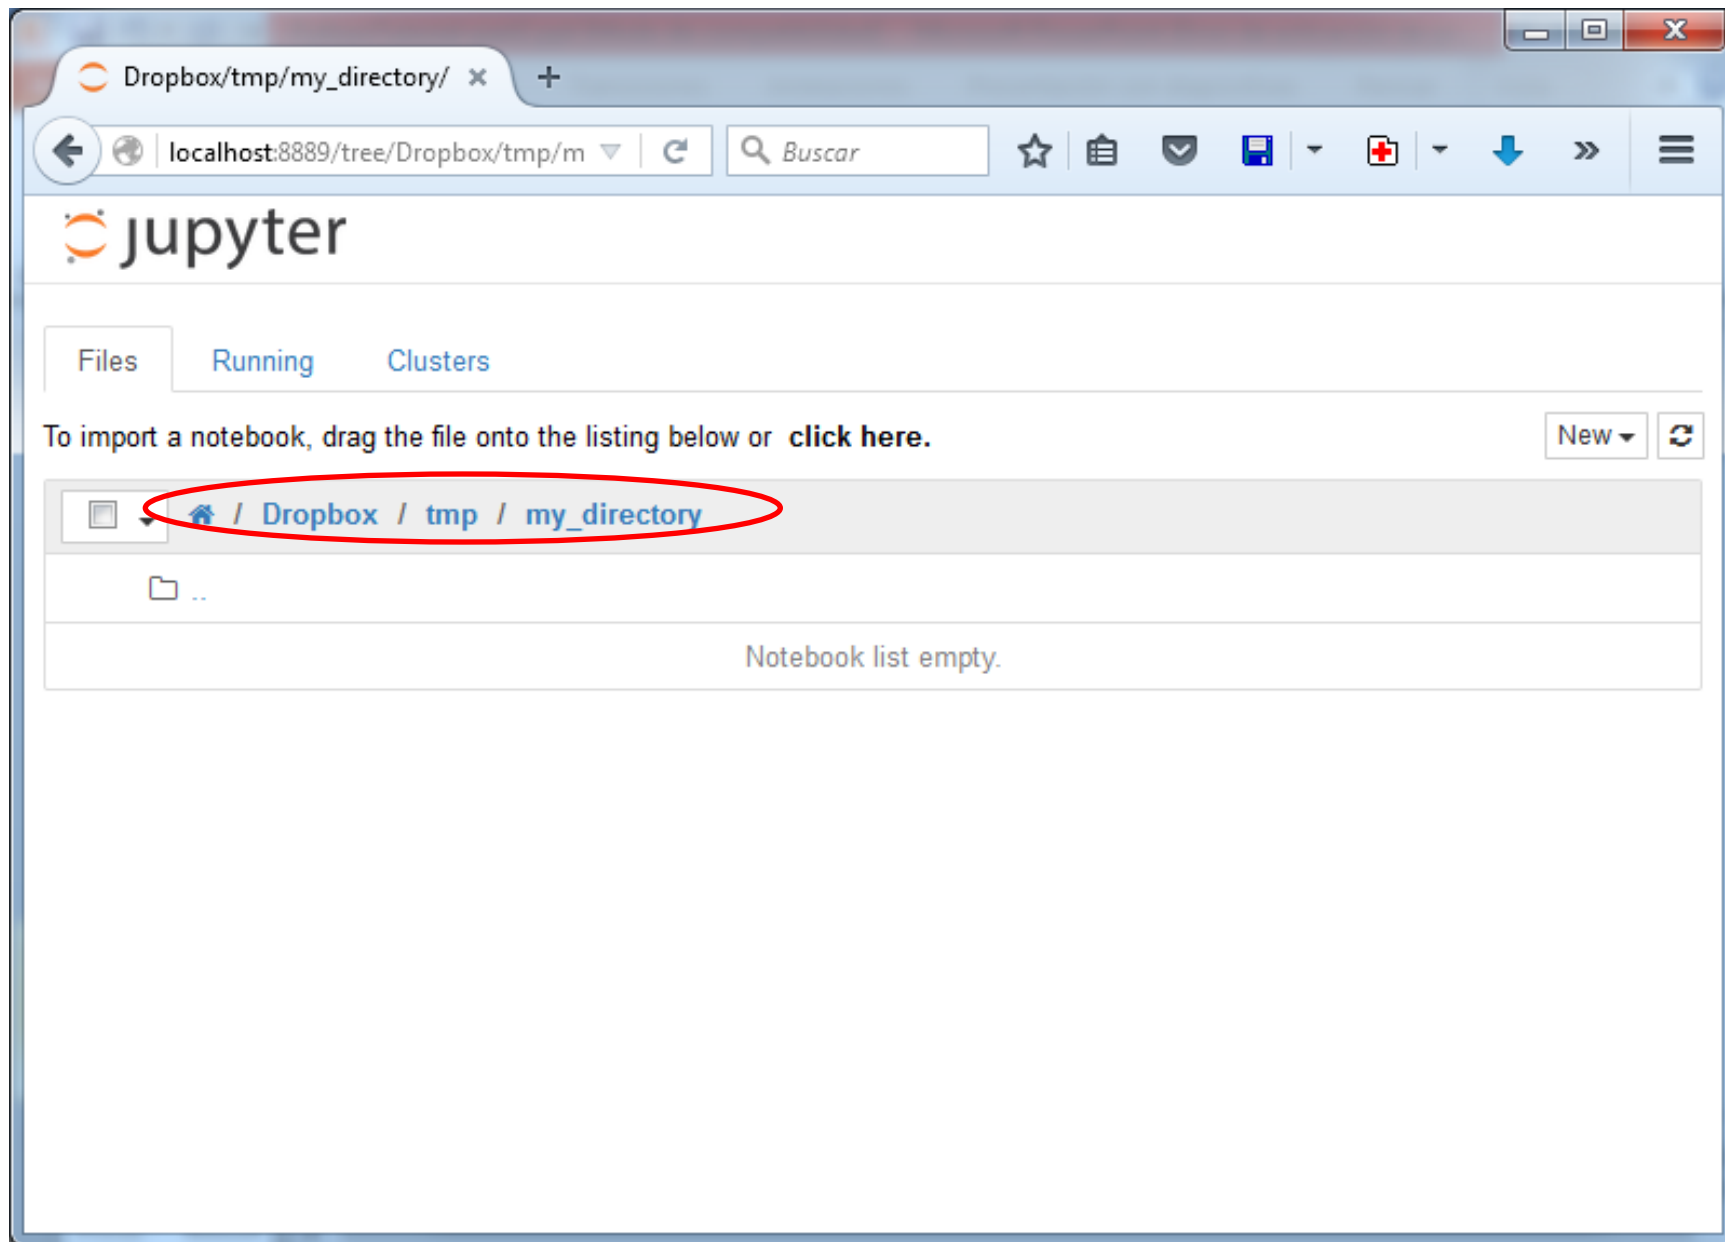 Dropbox/tmp/my_directory/
localhost:8889/tree/Dropbox/tmp/m
Buscar
jupyter
Files Running Clusters
To import a notebook, drag the file onto the listing below or click here.
New
/ Dropbox / tmp / my_directory
..
Notebook list empty.